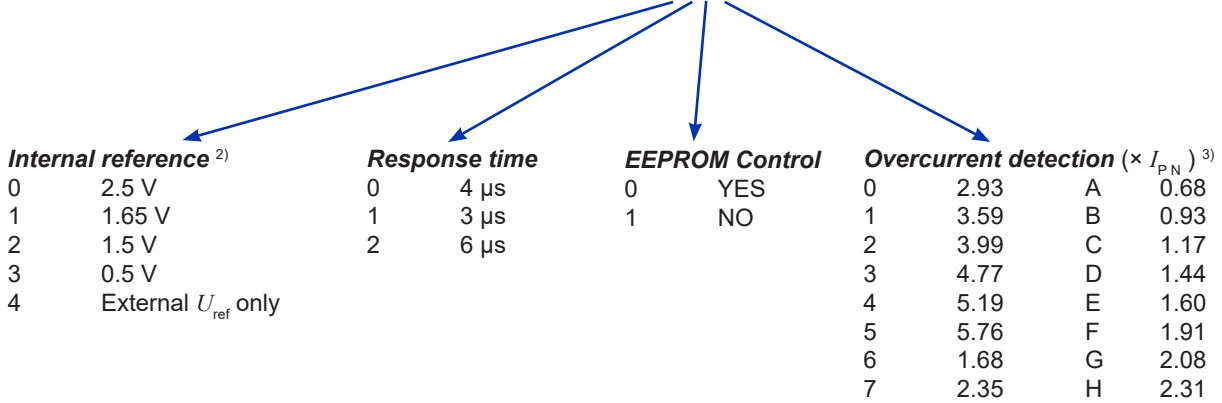 Internal reference 2) Response time EEPROM Control Overcurrent detection (× I PN ) 3)
0 2.5 V 0 4 µs 0 YES 0 2.93 A 0.68
1 1.65 V 1 3 µs 1 NO 1 3.59 B 0.93
2 1.5 V 2 6 µs 2 3.99 C 1.17
3 0.5 V 3 4.77 D 1.44
4 External U ref only 4 5.19 E 1.60
5 5.76 F 1.91
6 1.68 G 2.08
7 2.35 H 2.31